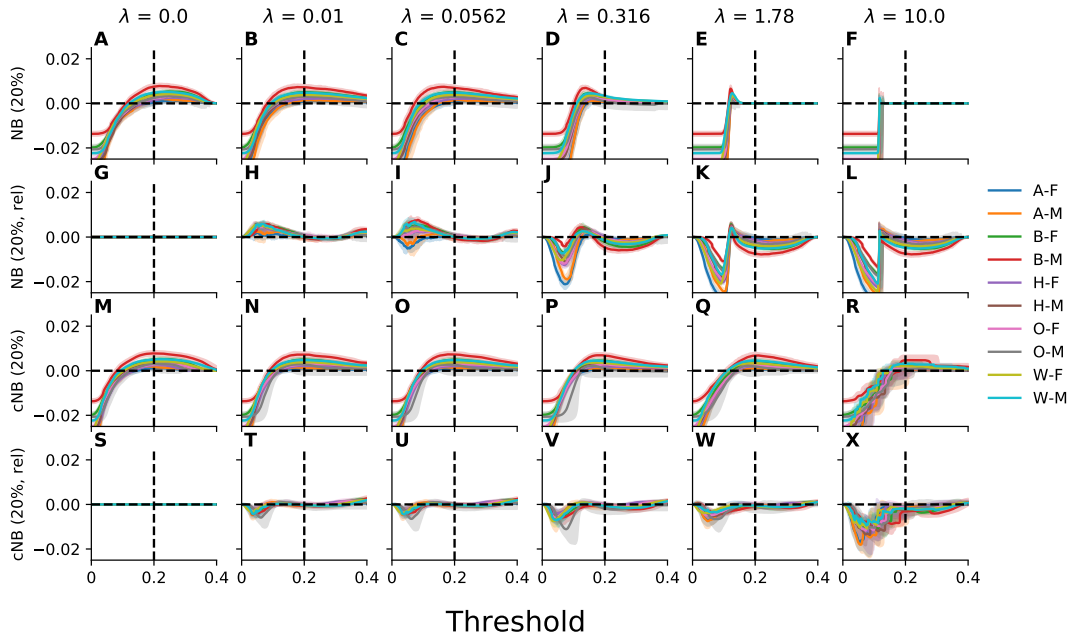 λ = 0.0 λ = 0.01 λ = 0.0562 λ = 0.316 λ = 1.78 λ = 10.0
A B C D E F
NB (20%)
0.02
0.00
−0.02
G H I J K L
NB (20%, rel)
0.02
0.00
−0.02
M N O P Q R
cNB (20%)
0.02
0.00
−0.02
S T U V W X
cNB (20%, rel)
0.02
0.00
−0.02
0 0.2 0 0.2 0 0.2 0 0.2 0 0.2 0 0.2 0.4
0.4 0.4 0.4 0.4 0.4
Threshold
A-F
A-M
B-F
B-M
H-F
H-M
O-F
O-M
W-F
W-M